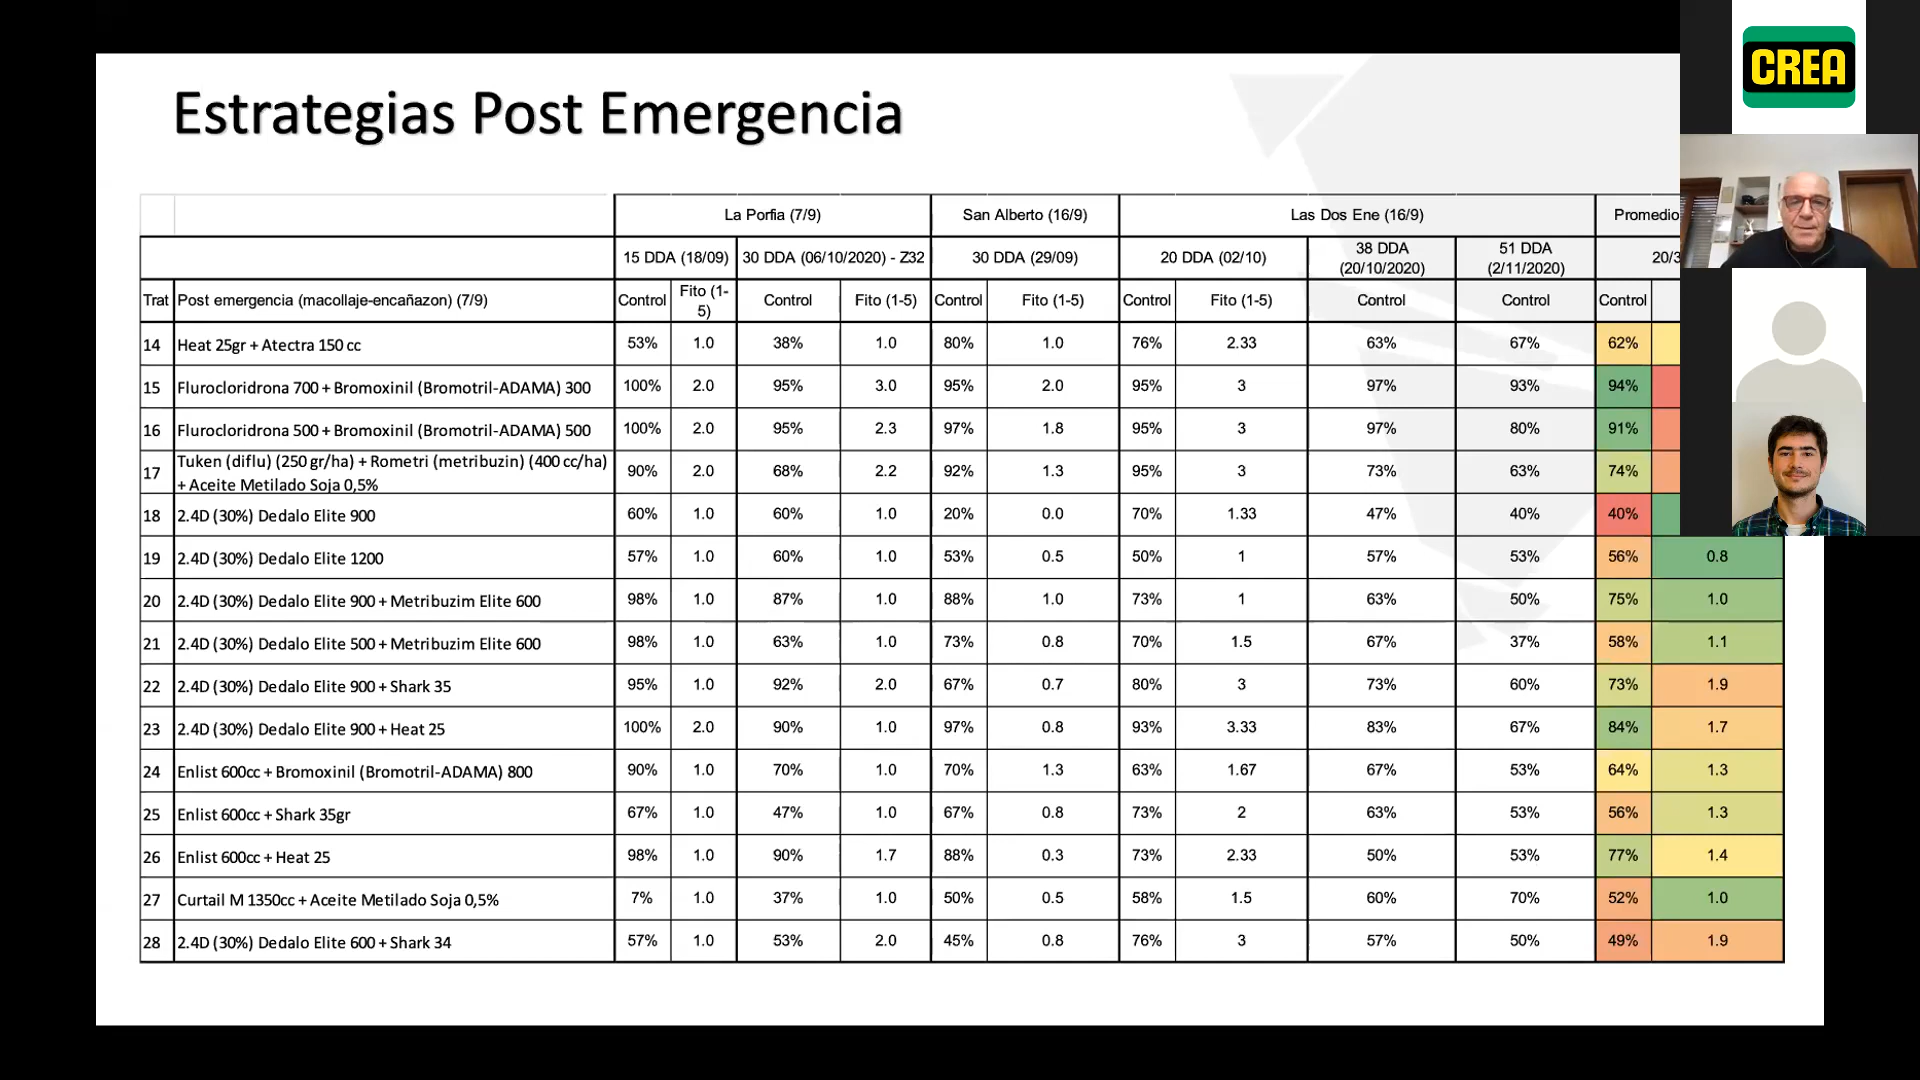 CREA
Estrategias Post Emergencia
La Porfia (7/9) San Alberto (16/9) Las Dos Ene (16/9) Promedio
15 DDA (18/09) 30 DDA (06/10/2020) - Z32 30 DDA (29/09) 20 DDA (02/10) 38 DDA (20/10/2020) 51 DDA (2/11/2020)
Trat Post emergencia (macollaje-encañazon) (7/9) Control Fito (1-5) Control Fito (1-5) Control Fito (1-5) Control Fito (1-5) Control Control Control
14 Heat 25gr + Atectra 150 cc 53% 1.0 38% 1.0 80% 1.0 76% 2.33 63% 67% 62%
15 Flurocloridrona 700 + Bromoxinil (Bromotril-ADAMA) 300 100% 2.0 95% 3.0 95% 2.0 95% 3 97% 93% 94%
16 Flurocloridrona 500 + Bromoxinil (Bromotril-ADAMA) 500 100% 2.0 95% 2.3 97% 1.8 95% 3 97% 80% 91%
17 Tuken (diflu) (250 gr/ha) + Rometri (metribuzin) (400 cc/ha) + Aceite Metilado Soja 0,5% 90% 2.0 68% 2.2 92% 1.3 95% 3 73% 63% 74%
18 2.4D (30%) Dedalo Elite 900 60% 1.0 60% 1.0 20% 0.0 70% 1.33 47% 40% 40%
19 2.4D (30%) Dedalo Elite 1200 57% 1.0 60% 1.0 53% 0.5 50% 1 57% 53% 56% 0.8
20 2.4D (30%) Dedalo Elite 900 + Metribuzim Elite 600 98% 1.0 87% 1.0 88% 1.0 73% 1 63% 50% 75% 1.0
21 2.4D (30%) Dedalo Elite 500 + Metribuzim Elite 600 98% 1.0 63% 1.0 73% 0.8 70% 1.5 67% 37% 58% 1.1
22 2.4D (30%) Dedalo Elite 900 + Shark 35 95% 1.0 92% 2.0 67% 0.7 80% 3 73% 60% 73% 1.9
23 2.4D (30%) Dedalo Elite 900 + Heat 25 100% 2.0 90% 1.0 97% 0.8 93% 3.33 83% 67% 84% 1.7
24 Enlist 600cc + Bromoxinil (Bromotril-ADAMA) 800 90% 1.0 70% 1.0 70% 1.3 63% 1.67 67% 53% 64% 1.3
25 Enlist 600cc + Shark 35gr 67% 1.0 47% 1.0 67% 0.8 73% 2 63% 53% 56% 1.3
26 Enlist 600cc + Heat 25 98% 1.0 90% 1.7 88% 0.3 73% 2.33 50% 53% 77% 1.4
27 Curtail M 1350cc + Aceite Metilado Soja 0,5% 7% 1.0 37% 1.0 50% 0.5 58% 1.5 60% 70% 52% 1.0
28 2.4D (30%) Dedalo Elite 600 + Shark 34 57% 1.0 53% 2.0 45% 0.8 76% 3 57% 50% 49% 1.9